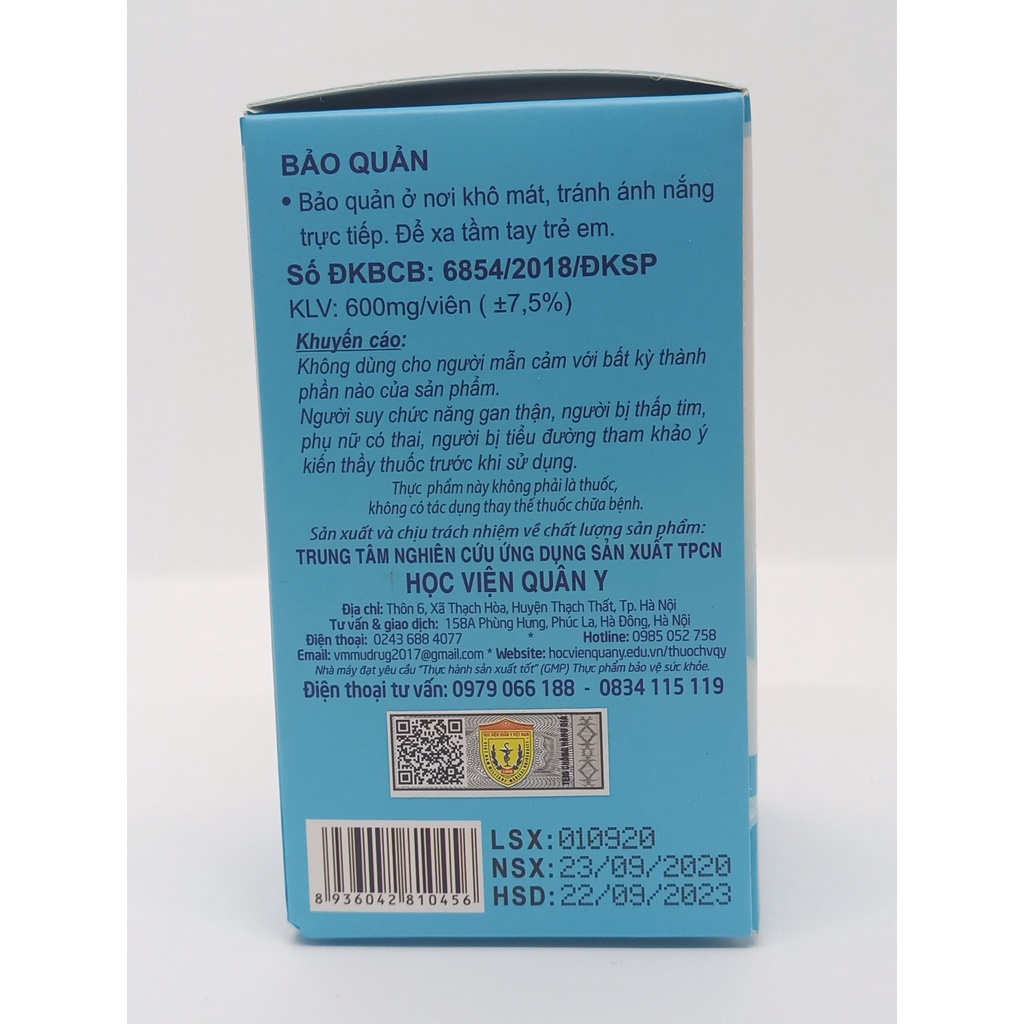 BẢO QUẢN
• Bảo quản ở nơi khô mát, tránh ánh nắng
trực tiếp. Để xa tầm tay trẻ em.
Số ĐKBCB: 6854/2018/ĐKSP
KLV: 600mg/viên ( ±7,5%)
Khuyến cáo:
Không dùng cho người mẫn cảm với bất kỳ thành
phần nào của sản phẩm.
Người suy chức năng gan thận, người bị thấp tim,
phụ nữ có thai, người bị tiểu đường tham khảo ý
kiến thầy thuốc trước khi sử dụng.
Thực phẩm này không phải là thuốc,
không có tác dụng thay thế thuốc chữa bệnh.
Sản xuất và chịu trách nhiệm về chất lượng sản phẩm:
TRUNG TÂM NGHIÊN CỨU ỨNG DỤNG SẢN XUẤT TPCN
HỌC VIỆN QUÂN Y
Địa chỉ: Thôn 6, Xã Thạch Hòa, Huyện Thạch Thất, Tp. Hà Nội
Tư vấn & giao dịch: 158A Phùng Hưng, Phúc La, Hà Đông, Hà Nội
Điện thoại: 0243 688 4077 * Hotline: 0985 052 758
Email: vmmudrug2017@gmail.com * Website: hocvienquany.edu.vn/thuochvqy
Nhà máy đạt yêu cầu "Thực hành sản xuất tốt" (GMP) Thực phẩm bảo vệ sức khỏe.
Điện thoại tư vấn: 0979 066 188 - 0834 115 119
HỌC VIỆN QUÂN Y VIỆT NAM
TEM CHỐNG HÀNG GIẢ
LSX: 010920
NSX: 23/09/2020
HSD: 22/09/2023
8 936042 810456